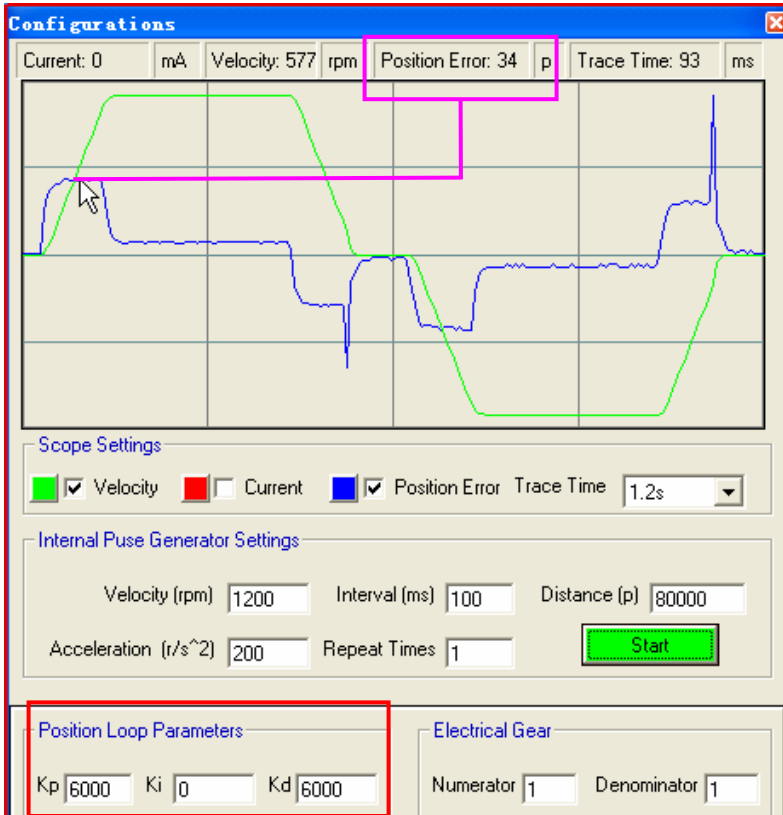 Configurations
Current: 0 mA Velocity: 577 rpm Position Error: 34 p Trace Time: 93 ms
Scope Settings
Velocity Current Position Error Trace Time 1.2s
Internal Puse Generator Settings
Velocity (rpm) 1200 Interval (ms) 100 Distance (p) 80000
Acceleration (r/s^2) 200 Repeat Times 1 Start
Position Loop Parameters Electrical Gear
Kp 6000 Ki 0 Kd 6000 Numerator 1 Denominator 1